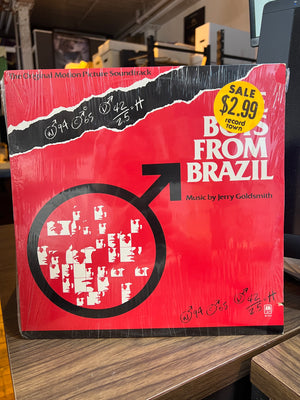 The Original Motion Picture Soundtrack
SALE
$2.99
record
town
BOYS
FROM
BRAZIL
Music by Jerry Goldsmith